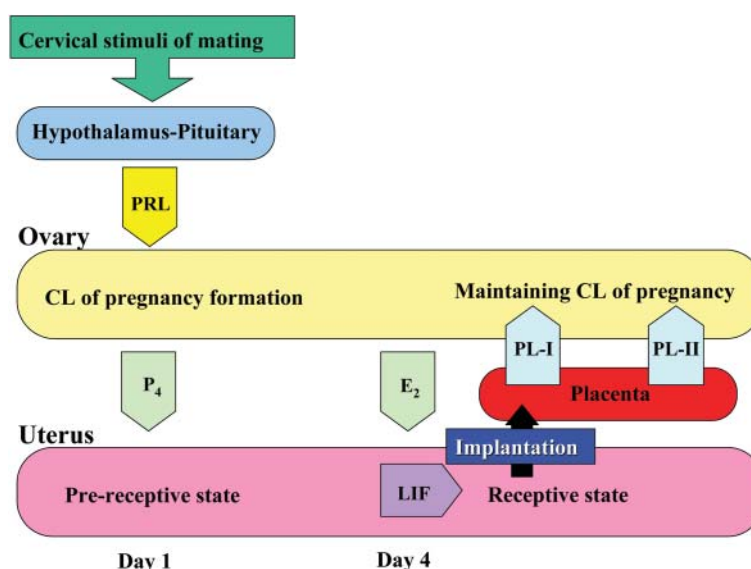 Cervical stimuli of mating
Hypothalamus-Pituitary
PRL
Ovary
CL of pregnancy formation
Maintaining CL of pregnancy
PL-I
PL-II
P4
E2
Placenta
Uterus
Implantation
Pre-receptive state
LIF
Receptive state
Day 1
Day 4